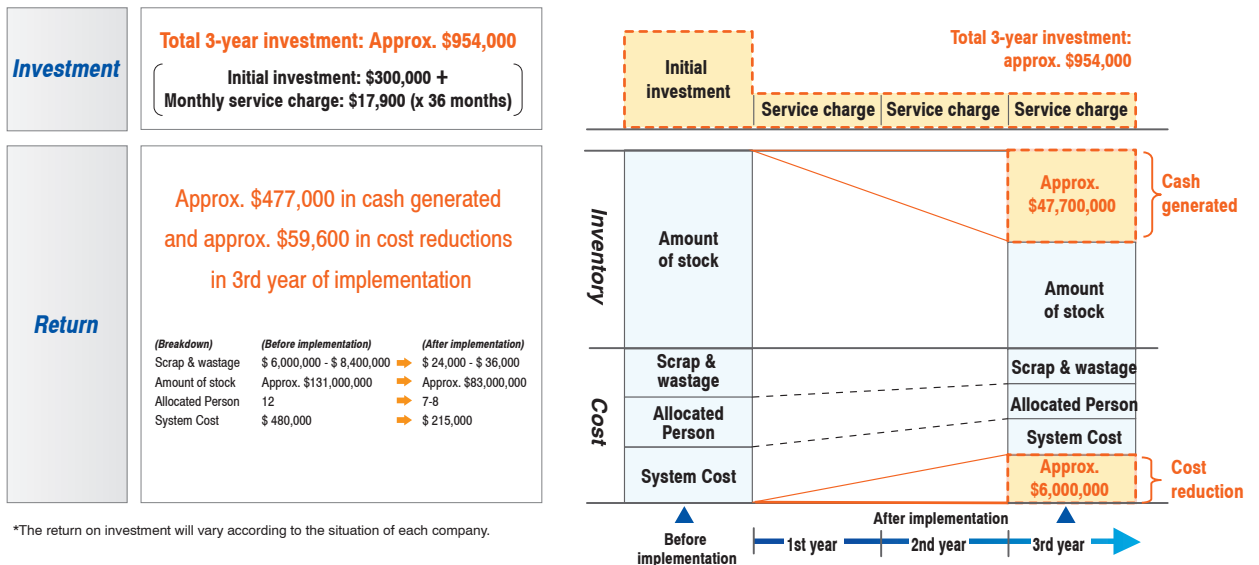 Investment
Total 3-year investment: Approx. $954,000
Initial investment: $300,000 +
Monthly service charge: $17,900 (x 36 months)
Return
Approx. $477,000 in cash generated
and approx. $59,600 in cost reductions
in 3rd year of implementation
(Breakdown) (Before implementation) (After implementation)
Scrap & wastage $ 6,000,000 - $ 8,400,000 $ 24,000 - $ 36,000
Amount of stock Approx. $131,000,000 Approx. $83,000,000
Allocated Person 12 7-8
System Cost $ 480,000 $ 215,000
*The return on investment will vary according to the situation of each company.
Total 3-year investment:
approx. $954,000
Initial
investment
Service charge Service charge Service charge
Inventory
Amount
of stock
Approx.
$47,700,000
Cash
generated
Amount
of stock
Cost
Scrap &
wastage
Allocated
Person
System Cost
Scrap & wastage
Allocated Person
System Cost
Approx.
$6,000,000
Cost
reduction
Before
implementation
After implementation
1st year 2nd year 3rd year